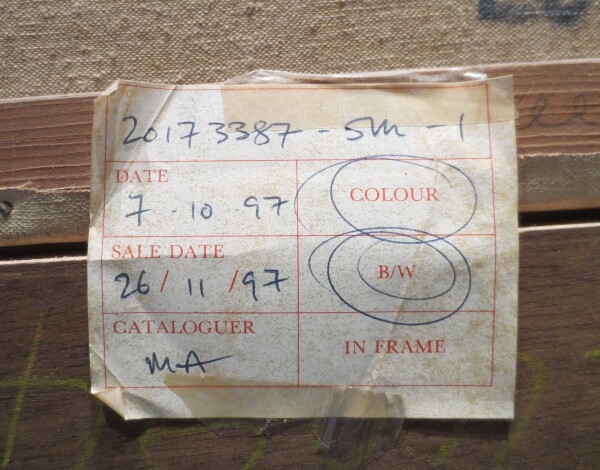 20173387-SM-1
DATE
7.10.97
COLOUR
SALE DATE
26/11/97
B/W
CATALOGUER
MA
IN FRAME